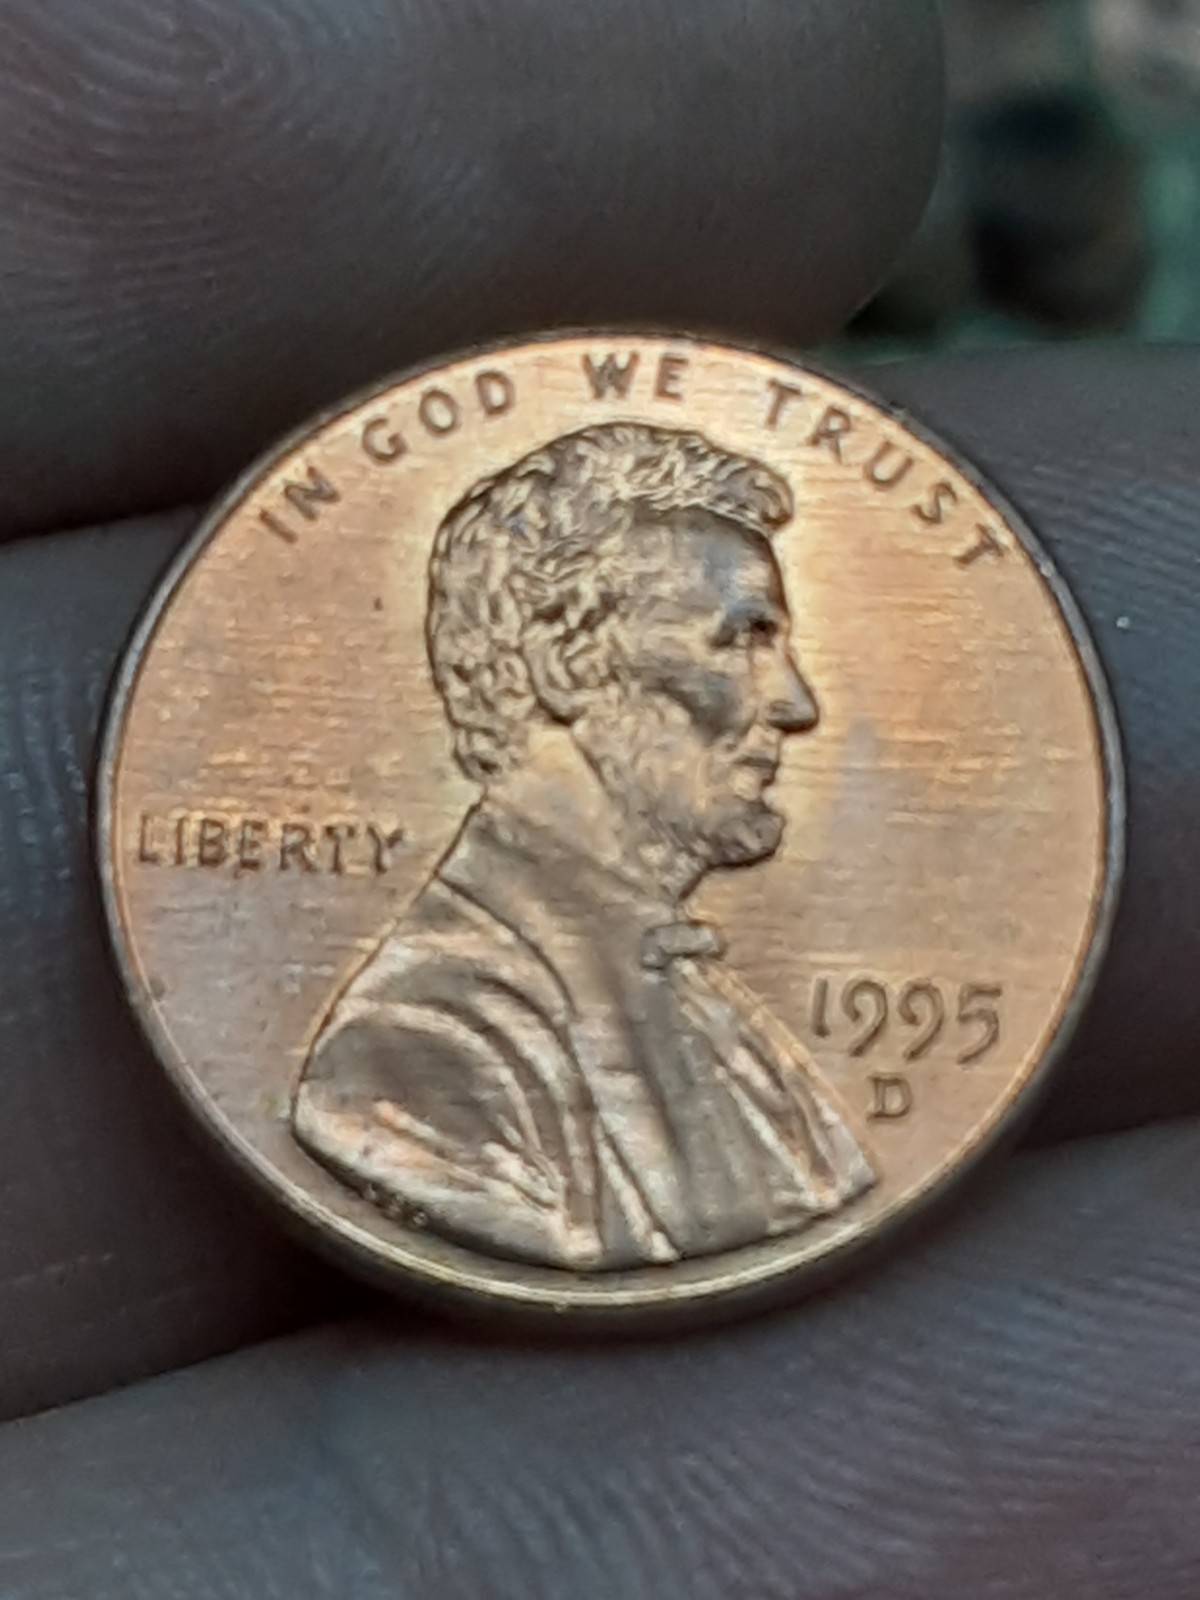 IN GOD WE TRUST
LIBERTY
1995
D